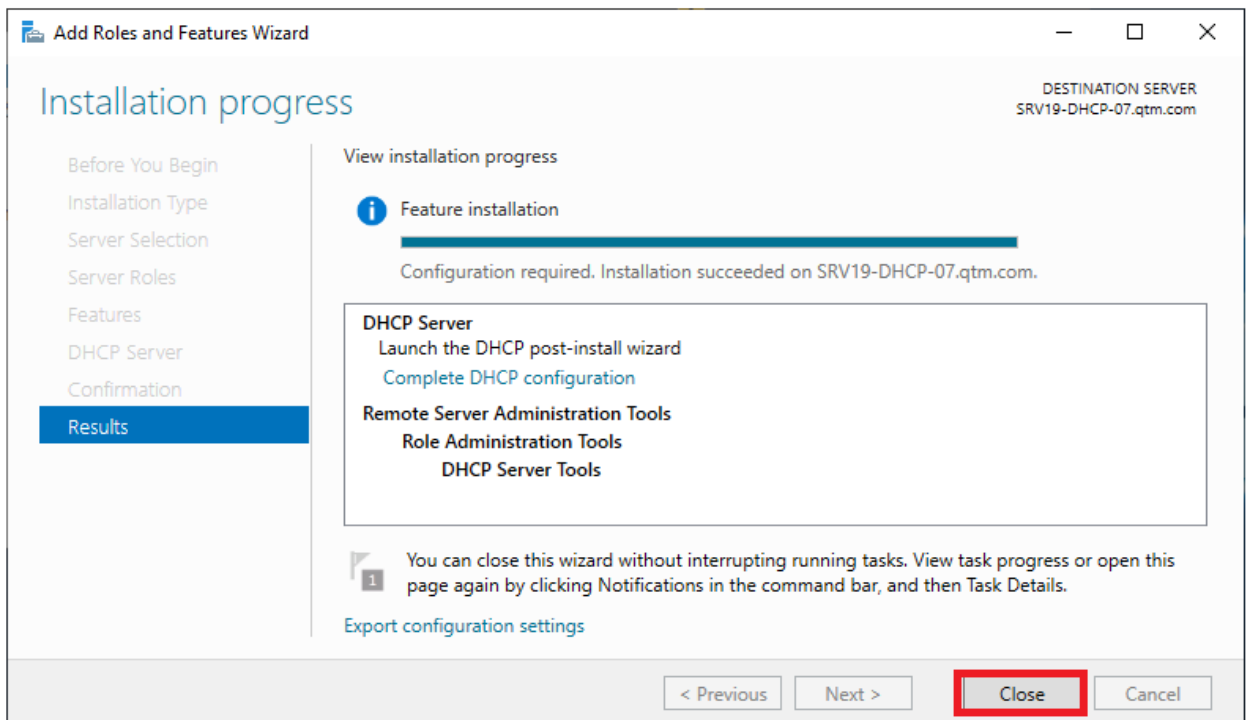 Add Roles and Features Wizard
Installation progress
DESTINATION SERVER
SRV19-DHCP-07.qtm.com
Before You Begin
Installation Type
Server Selection
Server Roles
Features
DHCP Server
Confirmation
Results
View installation progress
Feature installation
Configuration required. Installation succeeded on SRV19-DHCP-07.qtm.com.
DHCP Server
Launch the DHCP post-install wizard
Complete DHCP configuration
Remote Server Administration Tools
Role Administration Tools
DHCP Server Tools
1
You can close this wizard without interrupting running tasks. View task progress or open this
page again by clicking Notifications in the command bar, and then Task Details.
Export configuration settings
< Previous
Next >
Close
Cancel